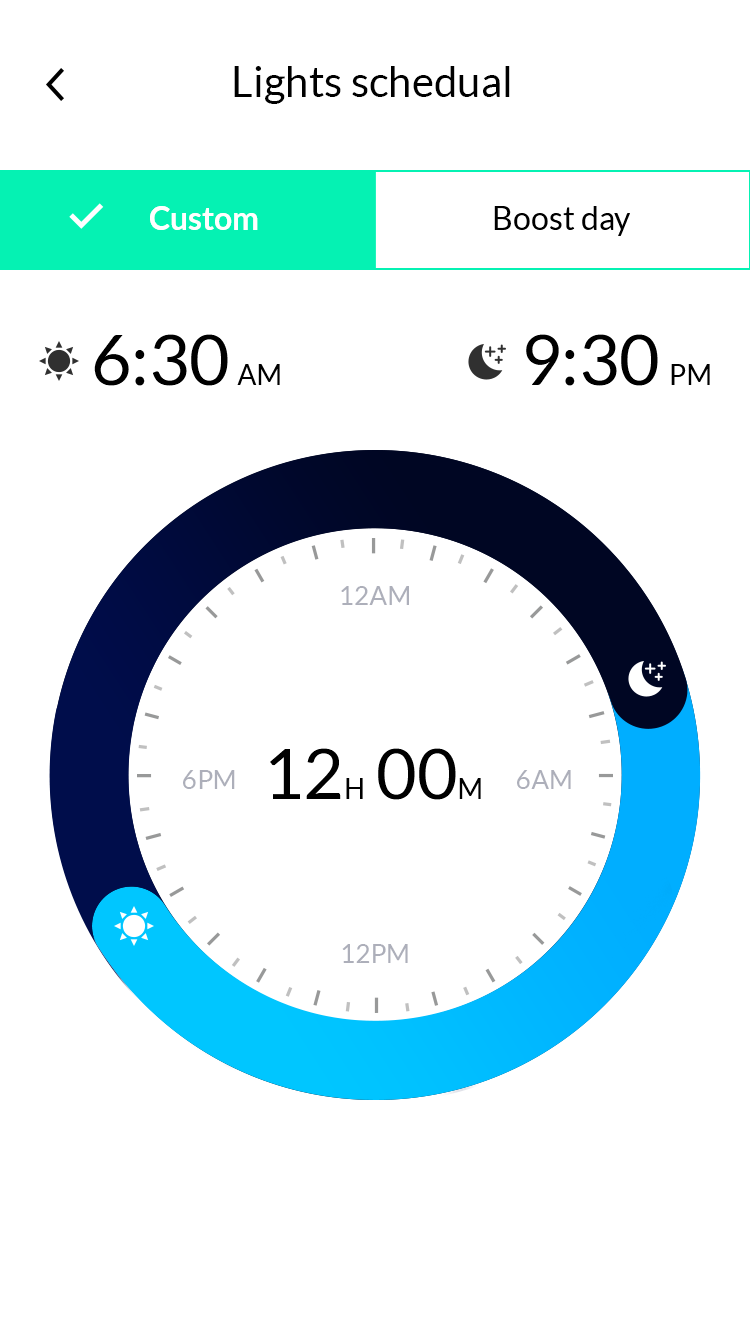 Lights schedual
Custom
Boost day
6:30 AM
9:30 PM
12AM
6PM
12H 00M
6AM
12PM